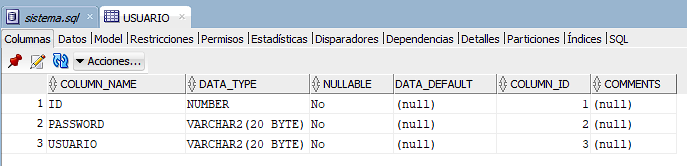 sistema.sql USUARIO
Columnas Datos Model Restricciones Permisos Estadísticas Disparadores Dependencias Detalles Particiones Índices SQL
Acciones...
COLUMN_NAME DATA_TYPE NULLABLE DATA_DEFAULT COLUMN_ID COMMENTS
1 ID NUMBER No (null) 1 (null)
2 PASSWORD VARCHAR2(20 BYTE) No (null) 2 (null)
3 USUARIO VARCHAR2(20 BYTE) No (null) 3 (null)